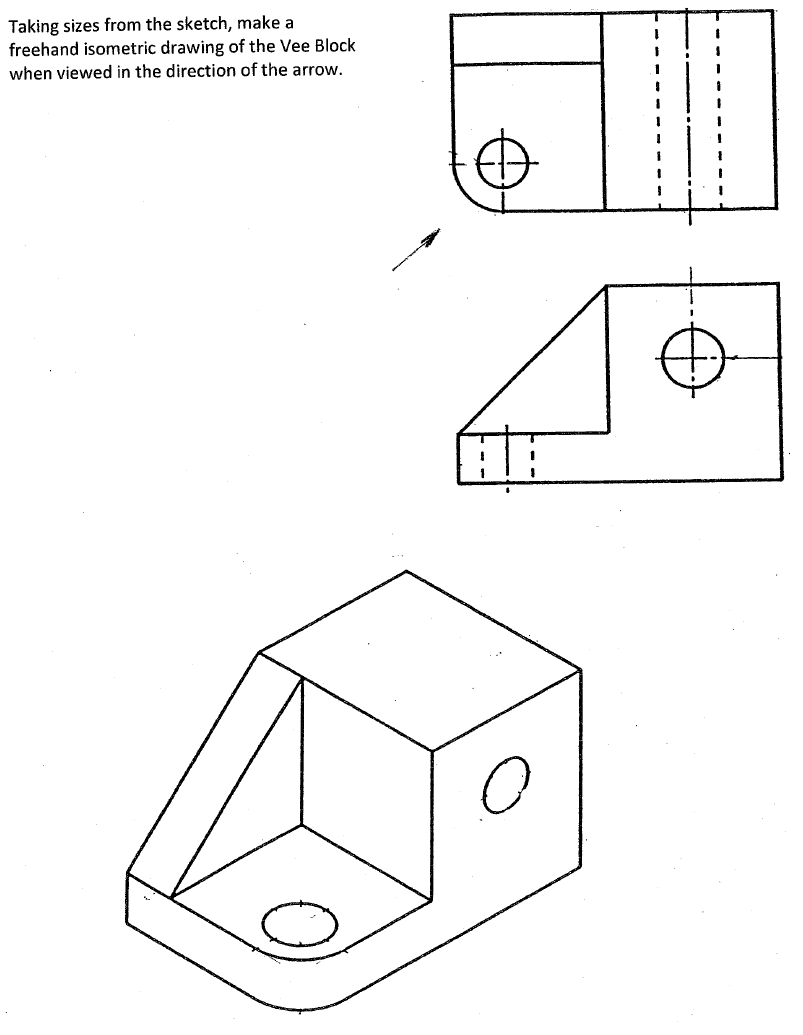 Taking sizes from the sketch, make a
freehand isometric drawing of the Vee Block
when viewed in the direction of the arrow.